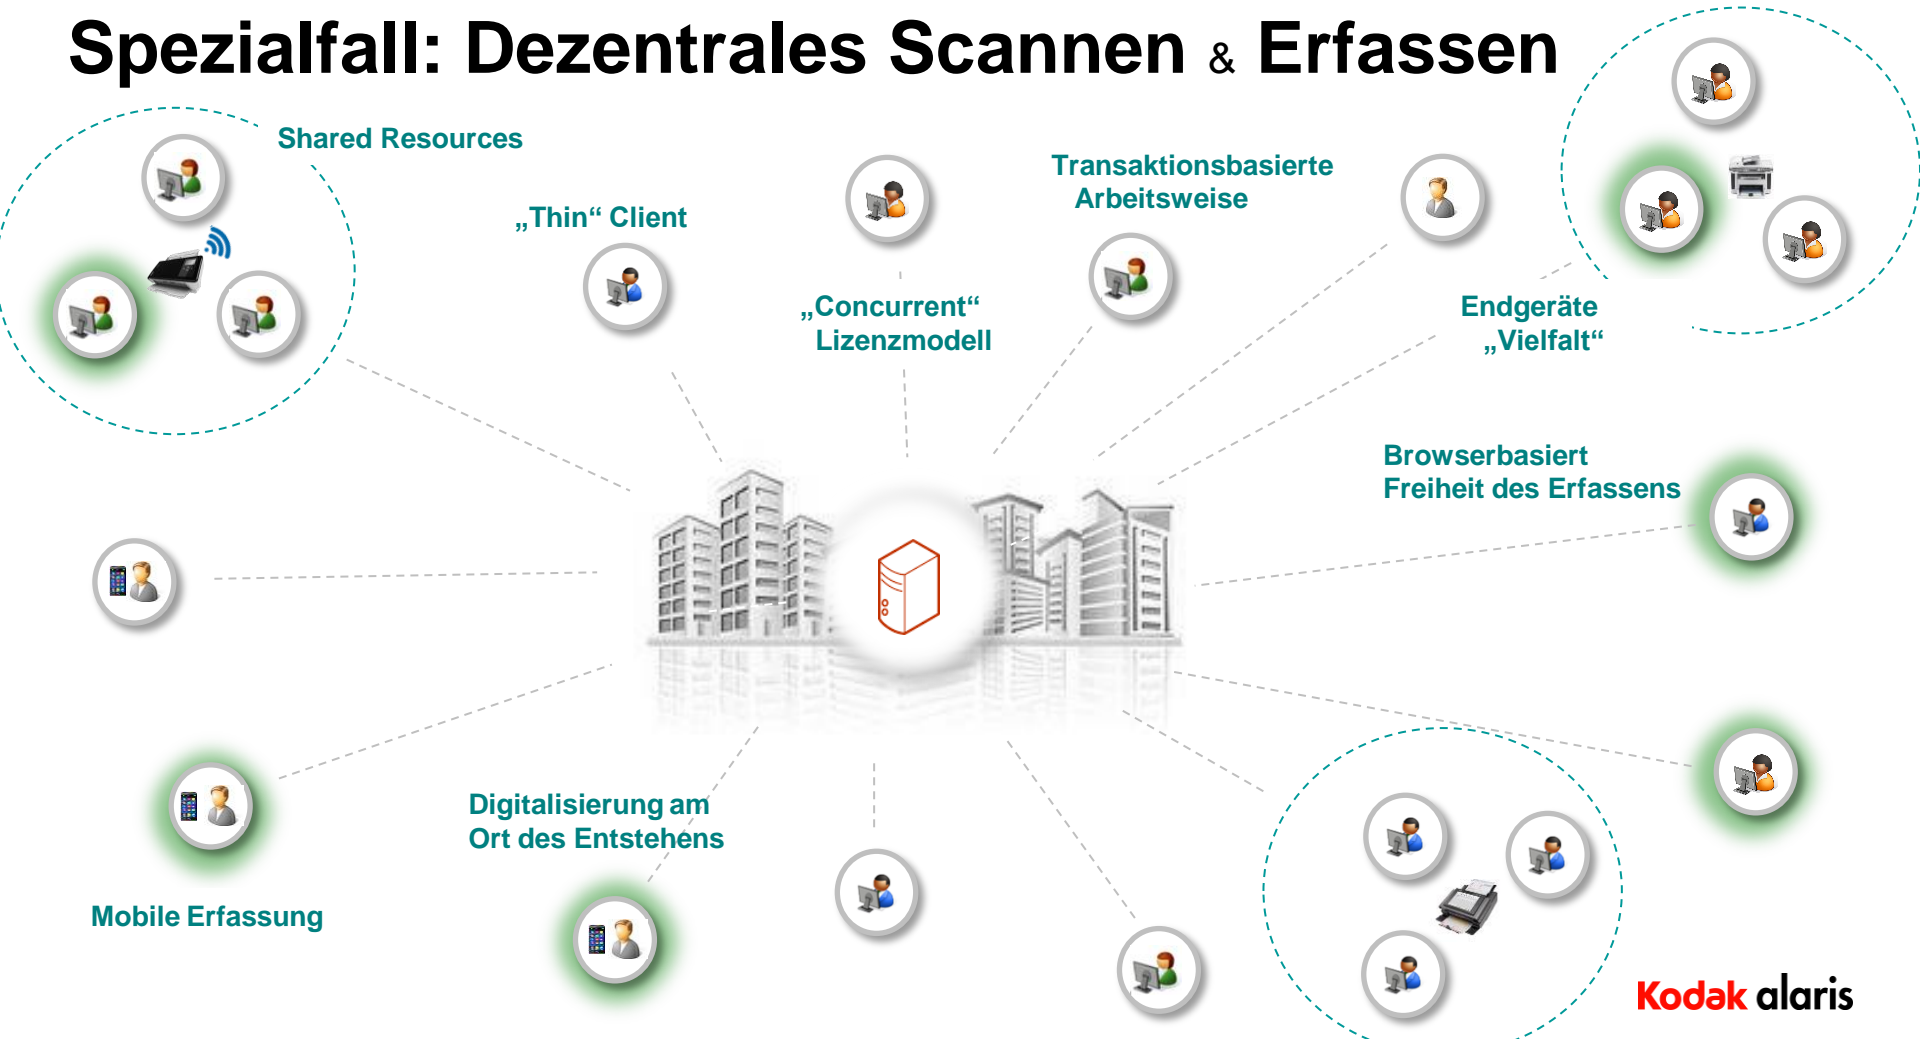 Spezialfall: Dezentrales Scannen & Erfassen
Shared Resources
„Thin“ Client
„Concurrent“
Lizenzmodell
Transaktionsbasierte
Arbeitsweise
Endgeräte
„Vielfalt“
Browserbasiert
Freiheit des Erfassens
Mobile Erfassung
Digitalisierung am
Ort des Entstehens
Kodak alaris